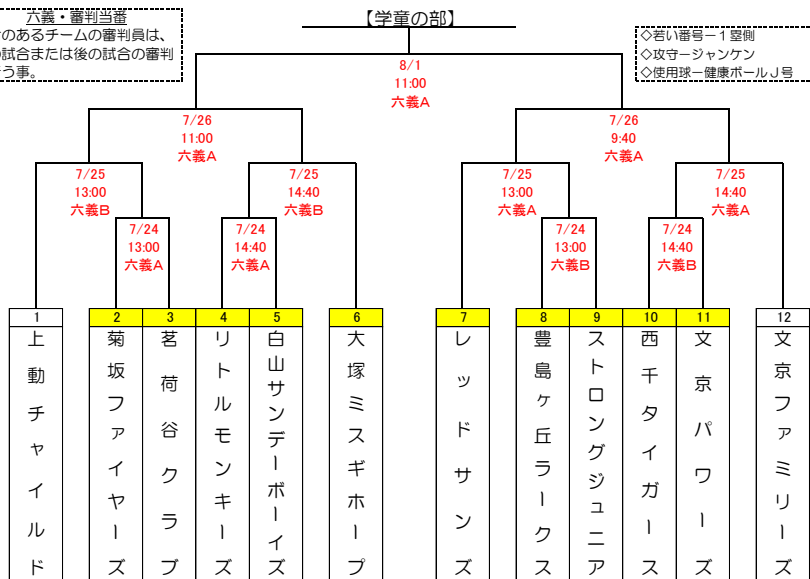 六義・審判当番
のあるチームの審判員は、
試合または後の試合の審判
う事。
【学童の部】
◇若い番号ー１塁側
◇攻守ージャンケン
◇使用球ー健康ボールＪ号
8/1
11:00
六義A
7/26
11:00
六義A
7/26
9:40
六義A
7/25
13:00
六義B
7/25
14:40
六義B
7/25
13:00
六義A
7/25
14:40
六義A
7/24
13:00
六義A
7/24
14:40
六義A
7/24
13:00
六義B
7/24
14:40
六義B
1
上動チャイルド
2
菊坂ファイヤーズ
3
茗荷谷クラブ
4
リトルモンキーズ
5
白山サンデーボーイズ
6
大塚ミスギホープ
7
レッドサンズ
8
豊島ヶ丘ラークス
9
ストロングジュニア
10
西千タイガース
11
文京パワーズ
12
文京ファミリーズ